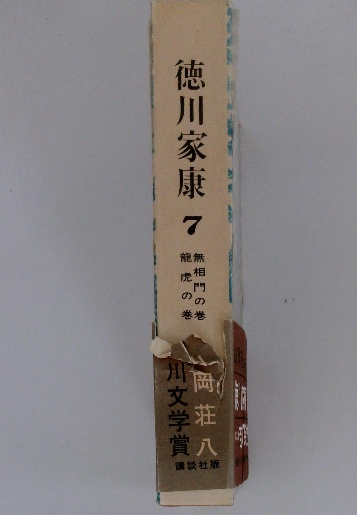 徳川家康
7
無相門の巻
龍虎の巻
岡荘八
川文学賞
講談社版